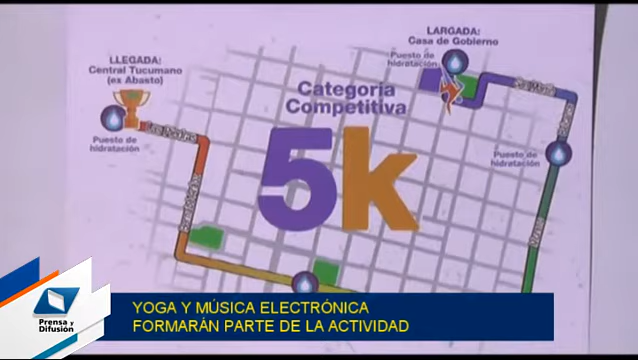 LLEGADA:
Central Tucumano
(ex Abasto)
Puesto de
hidratación
LARGADA:
Casa de Gobierno
Puesto de
hidratación
Categoría
Competitiva
5k
Puesto de
hidratación
YOGA Y MÚSICA ELECTRÓNICA
FORMARÁN PARTE DE LA ACTIVIDAD
Prensa y
Difusión